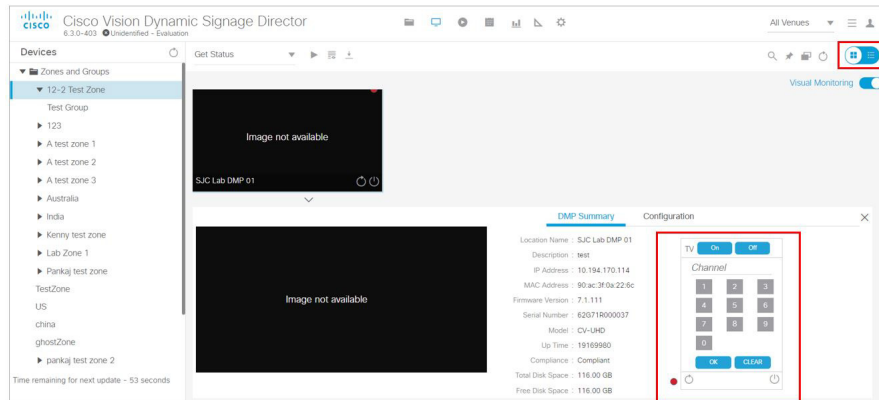 CISCO
Cisco Vision Dynamic Signage Director
6.3.0-403 Unidentified - Evaluation
All Venues
Devices
Get Status
Visual Monitoring
Zones and Groups
12-2 Test Zone
Test Group
123
A test zone 1
A test zone 2
A test zone 3
Australia
India
Kenny test zone
Lab Zone 1
Pankaj test zone
TestZone
US
china
ghostZone
pankaj test zone 2
Time remaining for next update - 53 seconds
Image not available
SJC Lab DMP 01
Image not available
DMP Summary Configuration
Location Name : SJC Lab DMP 01
Description : test
IP Address : 10.194.170.114
MAC Address : 90:ac:3f:0a:22:6c
Firmware Version : 7.1.111
Serial Number : 62G71R000037
Model : CV-UHD
Up Time : 19169980
Compliance : Compliant
Total Disk Space : 116.00 GB
Free Disk Space : 116.00 GB
TV On Off
Channel
1 2 3
4 5 6
7 8 9
0
OK CLEAR